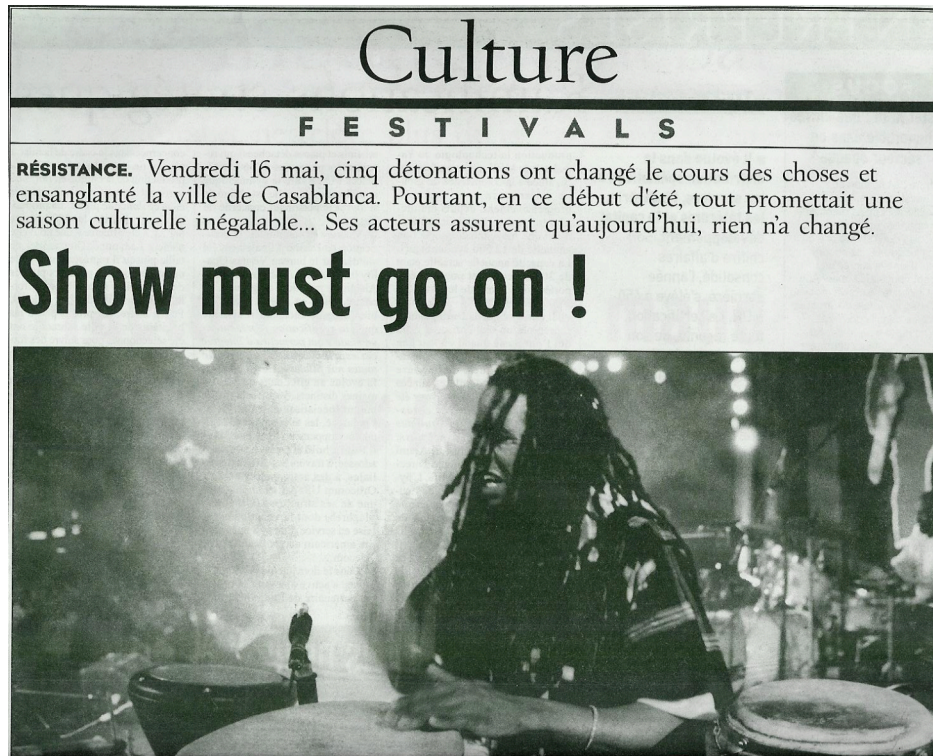 Culture
FESTIVALS
RÉSISTANCE. Vendredi 16 mai, cinq détonations ont changé le cours des choses et
ensanglanté la ville de Casablanca. Pourtant, en ce début d'été, tout promettait une
saison culturelle inégalable... Ses acteurs assurent qu'aujourd'hui, rien n'a changé.
Show must go on !